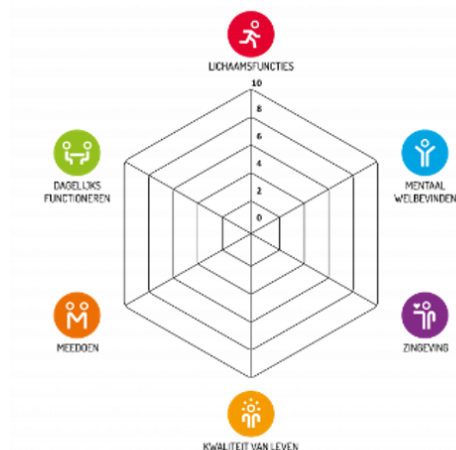 LICHAAMSFUNCTIES
10
8
6
4
2
0
MENTAAL
WELBEVINDEN
ZINGEVING
KWALITEIT VAN LEVEN
MEEDOEN
DAGELIJKS
FUNCTIONEREN